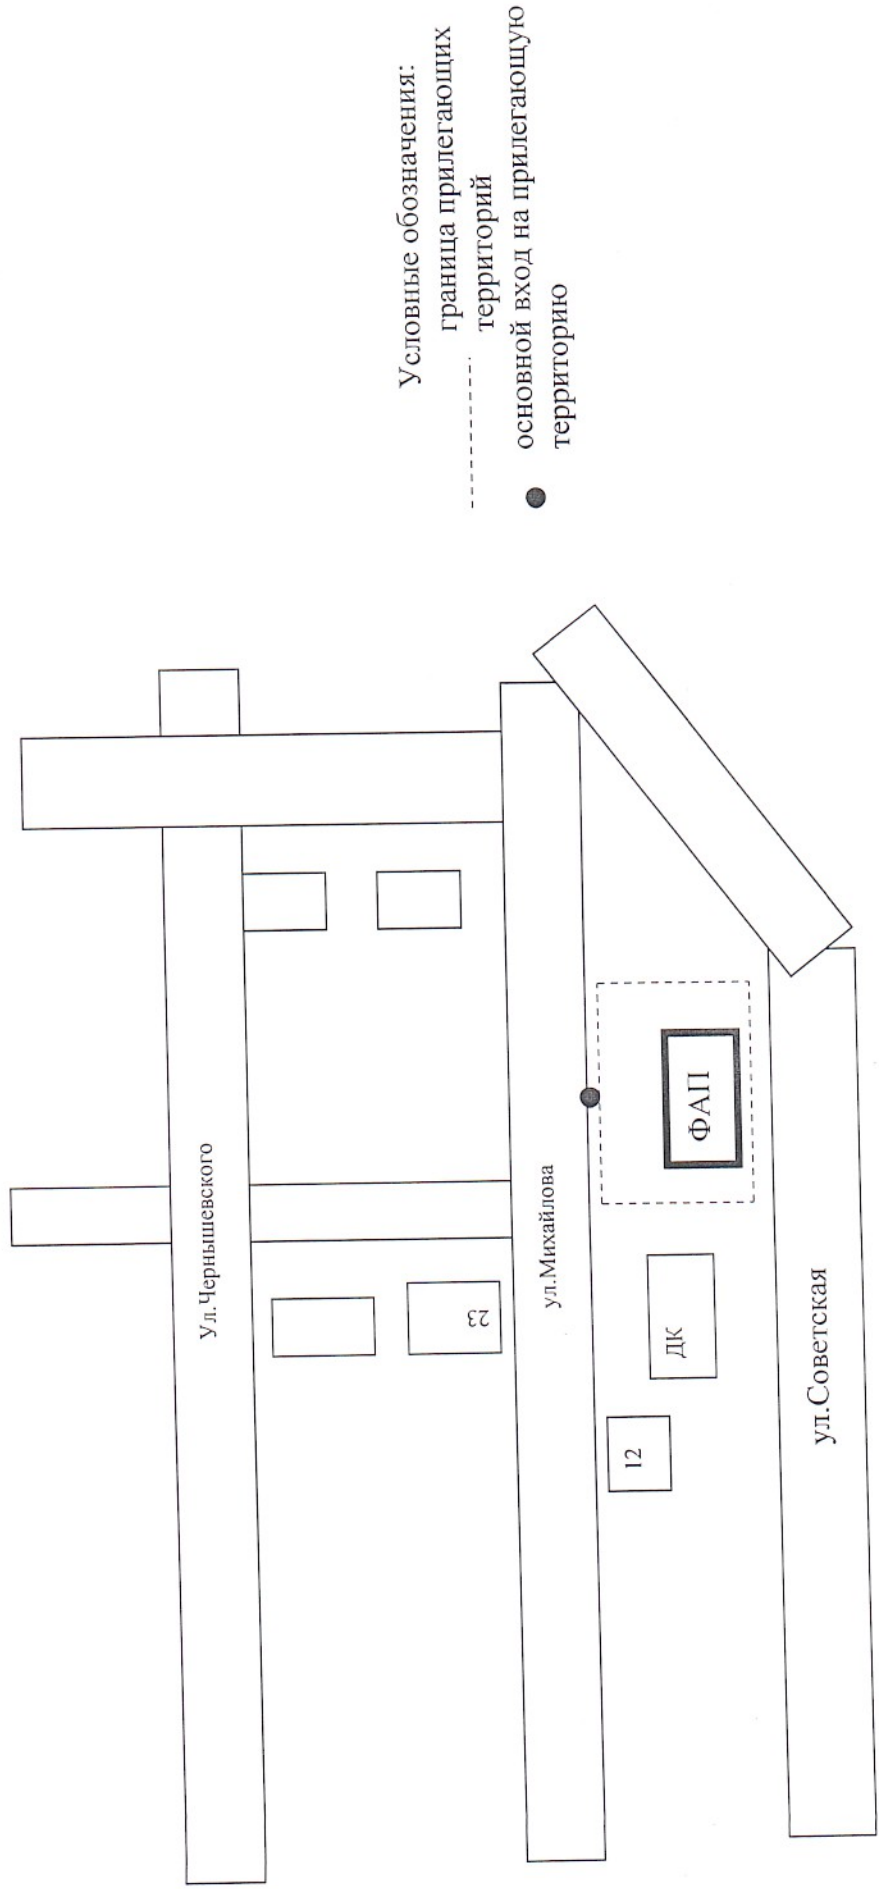 Ул.Чернышевского
23
ул.Михайлова
12
ДК
ФАП
ул.Советская
Условные обозначения:
граница прилегающих
территорий
основной вход на прилегающую
территорию